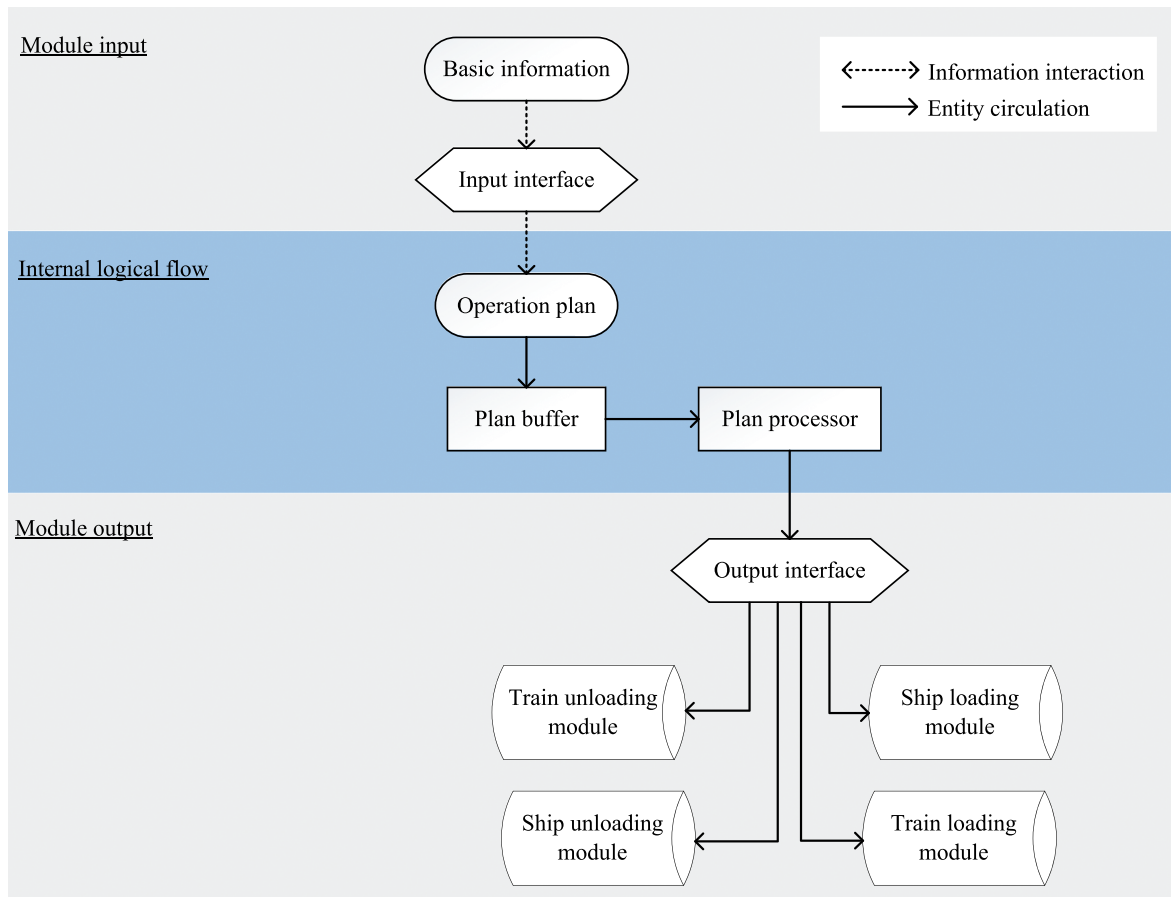 Module input
Basic information
Information interaction
Entity circulation
Input interface
Internal logical flow
Operation plan
Plan buffer
Plan processor
Module output
Output interface
Train unloading
module
Ship loading
module
Ship unloading
module
Train loading
module